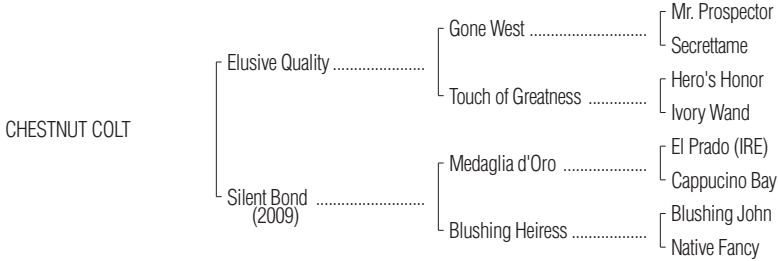 Mr. Prospector
Gone West ..........................
Secrettame
Elusive Quality .....................
Hero's Honor
Touch of Greatness .............
Ivory Wand
CHESTNUT COLT
El Prado (IRE)
Medaglia d'Oro ...................
Cappucino Bay
Silent Bond .........................
(2009)
Blushing John
Blushing Heiress .................
Native Fancy